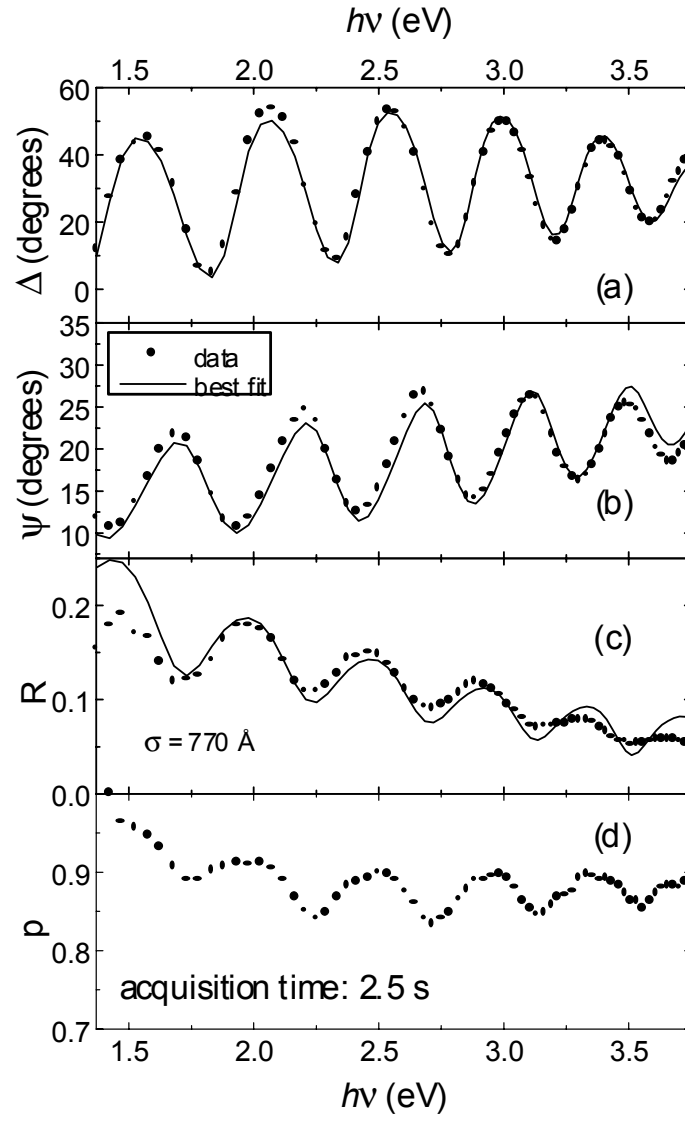 hν (eV)
1.5 2.0 2.5 3.0 3.5
60
40
20
0
Δ (degrees)
(a)
35
30
25
20
15
10
ψ (degrees)
data
best fit
(b)
0.2
0.1
0.0
R
(c)
σ = 770 Å
0.9
0.8
0.7
p
(d)
acquisition time: 2.5 s
1.5 2.0 2.5 3.0 3.5
hν (eV)